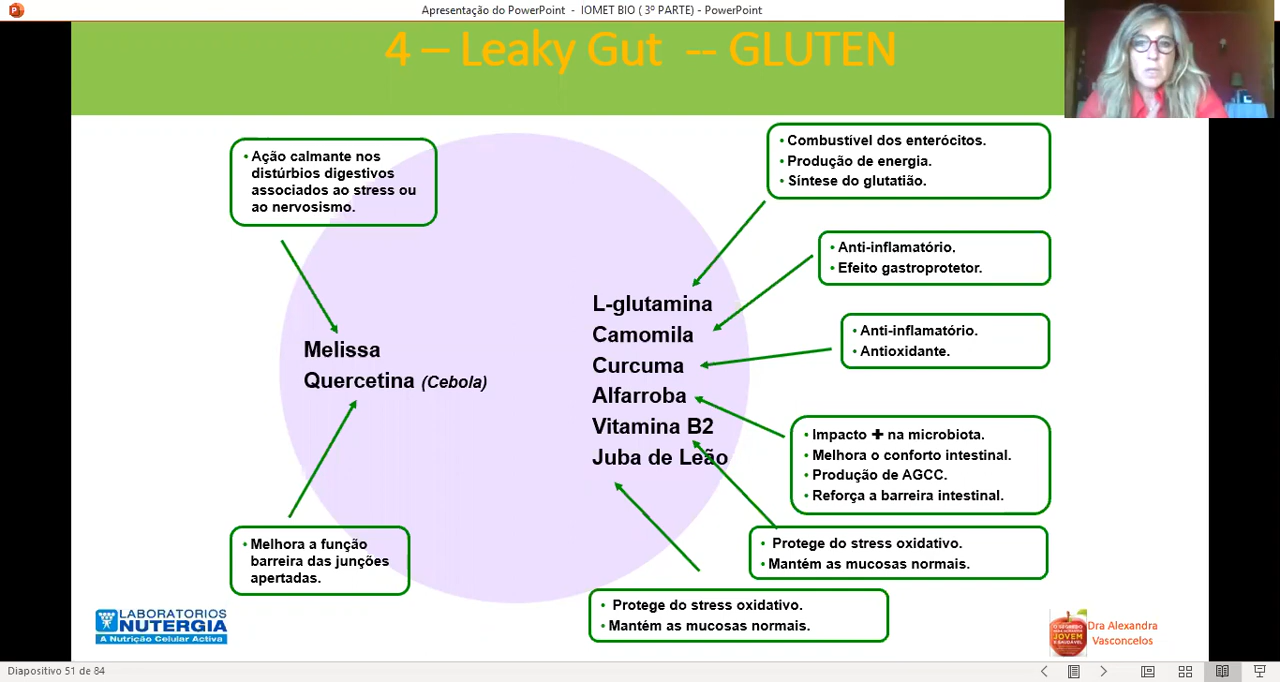 Apresentação do PowerPoint - IOMET BIO ( 3º PARTE) - PowerPoint
4 – Leaky Gut -- GLUTEN
• Ação calmante nos
distúrbios digestivos
associados ao stress ou
ao nervosismo.
Melissa
Quercetina (Cebola)
• Melhora a função
barreira das junções
apertadas.
• Combustível dos enterócitos.
• Produção de energia.
• Síntese do glutatião.
• Anti-inflamatório.
• Efeito gastroprotetor.
• Anti-inflamatório.
• Antioxidante.
L-glutamina
Camomila
Curcuma
Alfarroba
Vitamina B2
Juba de Leão
• Impacto + na microbiota.
• Melhora o conforto intestinal.
• Produção de AGCC.
• Reforça a barreira intestinal.
• Protege do stress oxidativo.
• Mantém as mucosas normais.
• Protege do stress oxidativo.
• Mantém as mucosas normais.
LABORATORIOS
NUTERGIA
A Nutrição Celular Activa
JOVEM
Dra Alexandra
Vasconcelos
Diapositivo 51 de 84